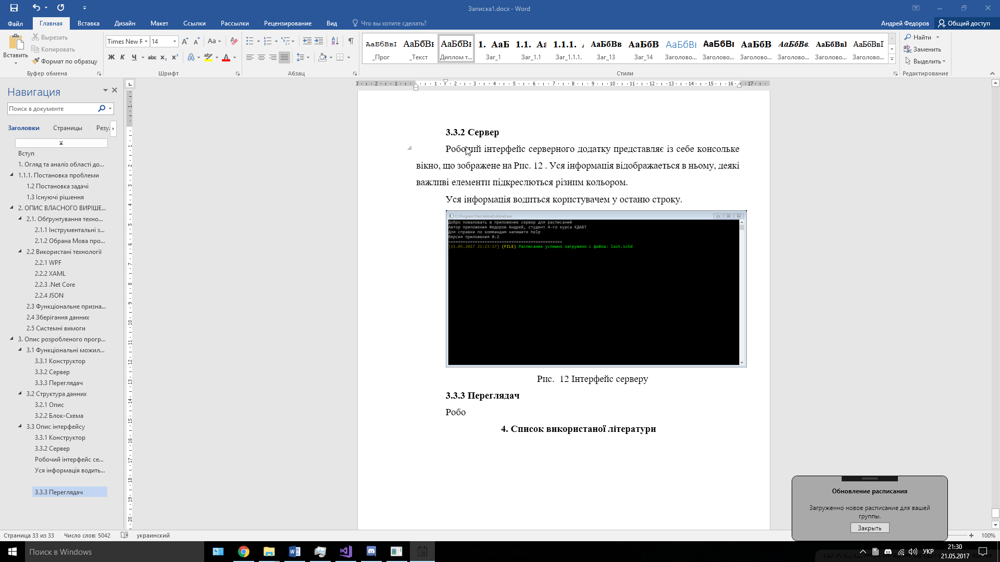 Записка1.docx - Word
Файл
Главная
Вставка
Дизайн
Макет
Ссылки
Рассылки
Рецензирование
Вид
Что вы хотите сделать?
Андрей Федоров
Общий доступ
Вставить
Вырезать
Копировать
Формат по образцу
Буфер обмена
Times New F
14
Шрифт
Абзац
АаБбВвІ
_Прог
АаБбВв
_Текст
АаБбВв
Диплом т...
1. АаБ
Заг_1
1.1. Аа
Заг_1.1
1.1.1.
Заг_1.1.1.
АаБбВв
Заг_13
АаБбВ
Заг_14
АаБбВ
Заголово...
АаБбВ
Заголово...
АаБбВ
Заголово...
АаБбВв.
Заголово...
АаБбВвІ
Заголово...
АаБбВвГ
Заголово...
Стили
Найти
Заменить
Выделить
Редактирование
Навигация
Поиск в документе
Заголовки
Страницы
Резу
Вступ
1. Огляд та аналіз області до...
1.1.1. Постановка проблеми
1.2 Постановка задачі
1.3 Існуючі рішення
2. ОПИС ВЛАСНОГО ВИРІШЕ...
2.1. Обґрунтування техно...
2.1.1 Інструментальні з...
2.1.2 Обрана Мова про...
2.2 Використані технології
2.2.1 WPF
2.2.2 XAML
2.2.3 .Net Core
2.2.4 JSON
2.3 Функціональне призна...
2.4 Зберігання данних
2.5 Системні вимоги
3. Опис розробленого прогр...
3.1 Функціональні можил...
3.3.1 Конструктор
3.3.2 Сервер
3.3.3 Переглядач
3.2 Структура данних
3.2.1 Опис
3.2.2 Блок-Схема
3.3 Опис інтерфейсу
3.3.1 Конструктор
3.3.2 Сервер
Робочий інтерфейс се...
Уся інформація водить...
3.3.3 Переглядач
3.3.2 Сервер
Робочий інтерфейс серверного додатку представляє із себе консольке
вікно, що зображене на Рис. 12 . Уся інформація відображаеться в ньому, деякі
важливі елементи підкреслються різним кольором.
Уся інформація водиться користувачем у останю строку.
C:\Program Files\dotnet\dotnet.exe
Добро пожаловать в приложение сервер для расписаний
Автор приложения Федоров Андрей, студент 4-го курса КДАВТ
Для справки по коммандам напишите help
Версия приложения 0.2
[21.05.2017 21:23:17] (FILE) Расписание успешно загружено с файла: last.schd
Рис. 12 Інтерфейс серверу
3.3.3 Переглядач
Робо
4. Список використаної літератури
Обновление расписания
Загруженно новое расписание для вашей
группы.
Закрыть
Страница 33 из 33
Число слов: 5042
украинский
100%
Поиск в Windows
УКР
21:30
21.05.2017